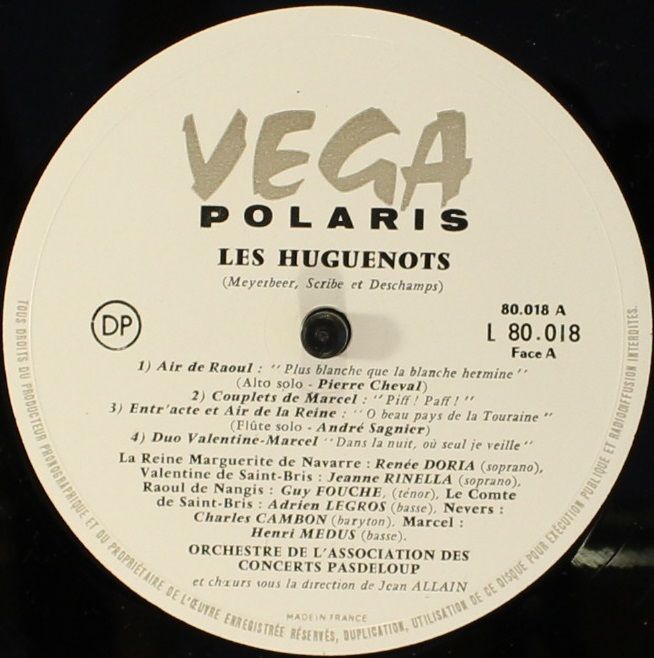 VEGA
POLARIS
LES HUGUENOTS
(Meyerbeer, Scribe et Deschamps)
DP
80.018 A
L 80.018
Face A
1) Air de Raoul : "Plus blanche que la blanche hermine"
(Alto solo - Pierre Cheval)
2) Couplets de Marcel : "Piff ! Paff ! "
3) Entr'acte et Air de la Reine : "O beau pays de la Touraine"
(Flûte solo - André Sagnier)
4) Duo Valentine-Marcel "Dans la nuit, où seul je veille"
La Reine Marguerite de Navarre : Renée DORIA (soprano),
Valentine de Saint-Bris : Jeanne RINELLA (soprano),
Raoul de Nangis : Guy FOUCHE, (ténor), Le Comte
de Saint-Bris : Adrien LEGROS (basse), Nevers :
Charles CAMBON (baryton), Marcel :
Henri MEDUS (basse).
ORCHESTRE DE L'ASSOCIATION DES
CONCERTS PASDELOUP
et chœurs sous la direction de Jean ALLAIN
MADE IN FRANCE
TOUS DROITS DU PRODUCTEUR PHONOGRAPHIQUE ET DU PROPRIÉTAIRE DE L'ŒUVRE ENREGISTRÉE RÉSERVÉS, DUPLICATION, UTILISATION DE CE DISQUE POUR EXÉCUTION PUBLIQUE ET RADIODIFFUSION INTERDITES.